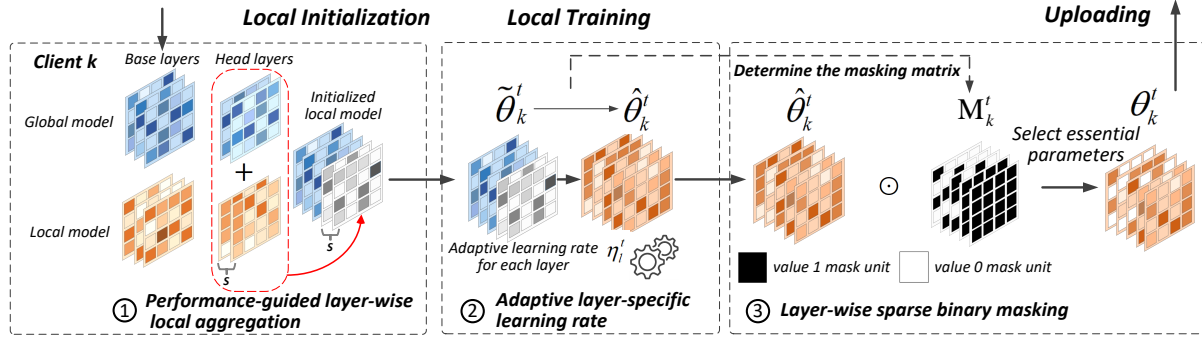 Local Initialization
Local Training
Uploading
Client k
Base layers
Head layers
Global model
Initialized
local model
+
Local model
s
s
① Performance-guided layer-wise
local aggregation
θ̃ₖᵗ
θ̂ₖᵗ
Adaptive learning rate
for each layer
ηₗᵗ
② Adaptive layer-specific
learning rate
Determine the masking matrix
θ̂ₖᵗ
⊙
Mₖᵗ
Select essential
parameters
θₖᵗ
value 1 mask unit
value 0 mask unit
③ Layer-wise sparse binary masking